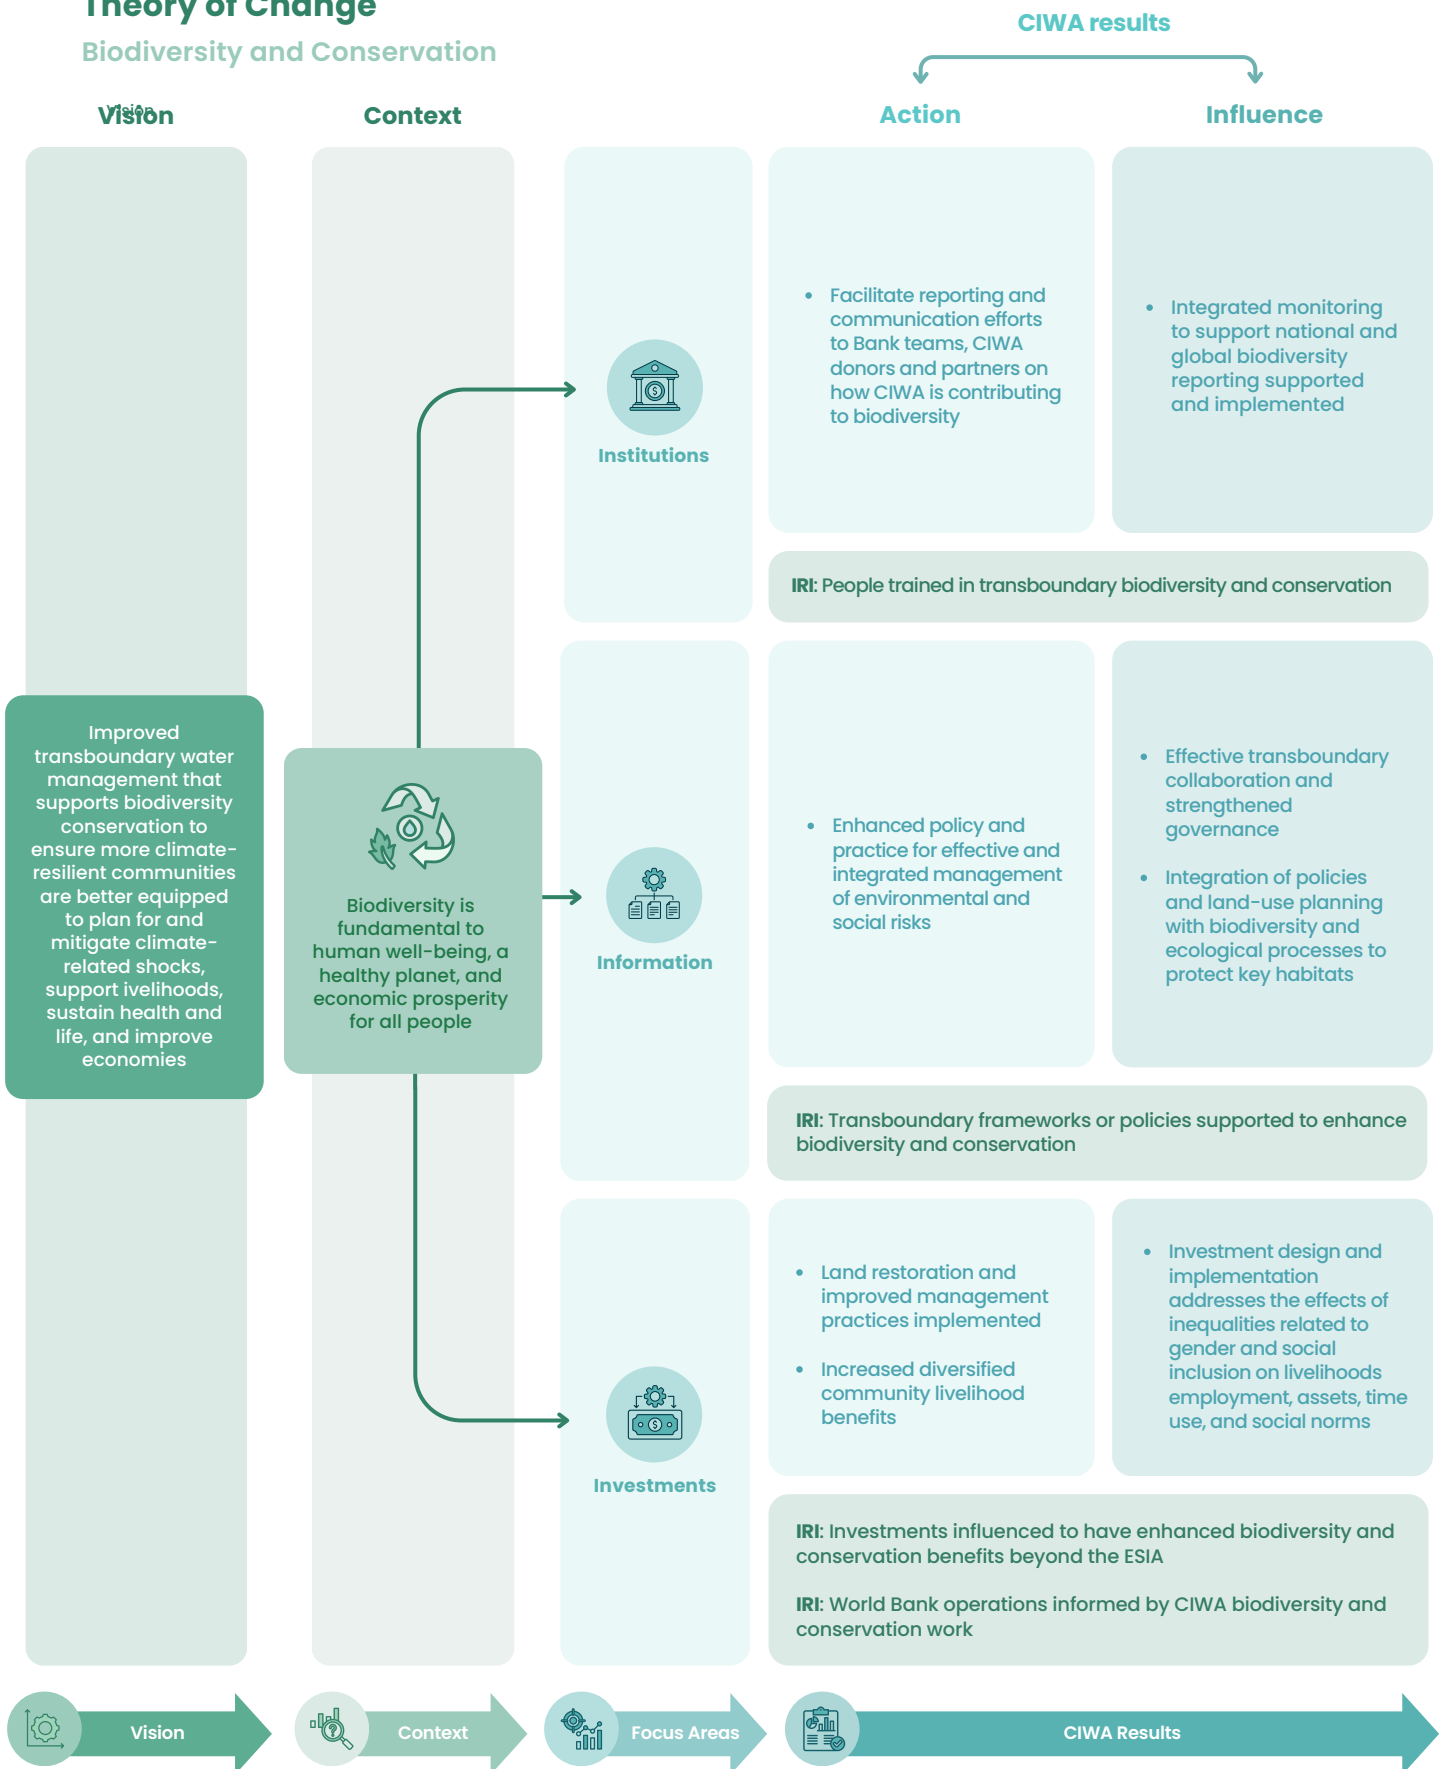 Theory of Change
Biodiversity and Conservation
CIWA results
Vision
Vision
Context
Action
Influence
Improved
transboundary water
management that
supports biodiversity
conservation to
ensure more climate-
resilient communities
are better equipped
to plan for and
mitigate climate-
related shocks,
support ivelihoods,
sustain health and
life, and improve
economies
Biodiversity is
fundamental to
human well-being, a
healthy planet, and
economic prosperity
for all people
Institutions
• Facilitate reporting and
communication efforts
to Bank teams, CIWA
donors and partners on
how CIWA is contributing
to biodiversity
• Integrated monitoring
to support national and
global biodiversity
reporting supported
and implemented
IRI: People trained in transboundary biodiversity and conservation
Information
• Enhanced policy and
practice for effective and
integrated management
of environmental and
social risks
• Effective transboundary
collaboration and
strengthened
governance
• Integration of policies
and land-use planning
with biodiversity and
ecological processes to
protect key habitats
IRI: Transboundary frameworks or policies supported to enhance
biodiversity and conservation
Investments
• Land restoration and
improved management
practices implemented
• Increased diversified
community livelihood
benefits
• Investment design and
implementation
addresses the effects of
inequalities related to
gender and social
inclusion on livelihoods
employment, assets, time
use, and social norms
IRI: Investments influenced to have enhanced biodiversity and
conservation benefits beyond the ESIA
IRI: World Bank operations informed by CIWA biodiversity and
conservation work
Vision
Context
Focus Areas
CIWA Results